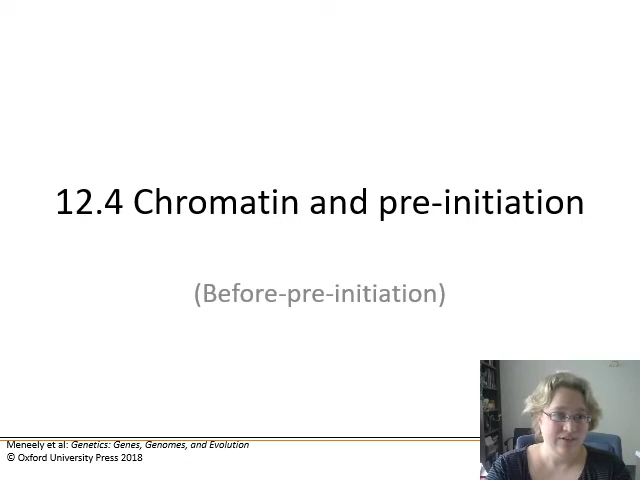 12.4 Chromatin and pre-initiation
(Before-pre-initiation)
Meneely et al: Genetics: Genes, Genomes, and Evolution
© Oxford University Press 2018